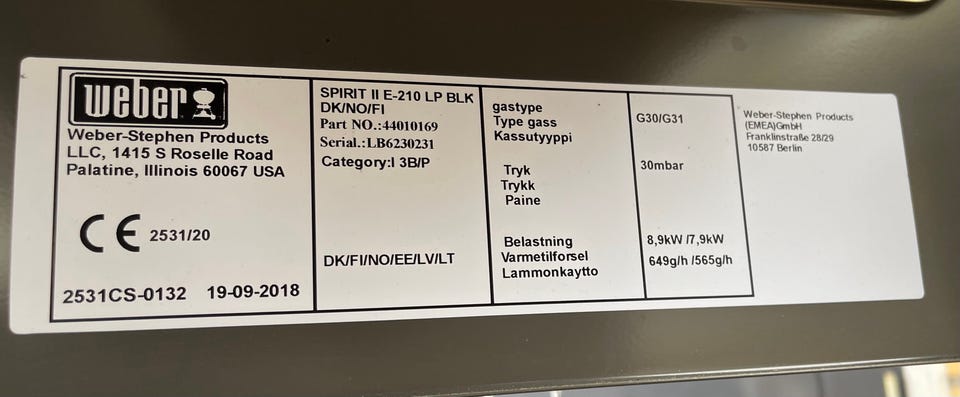 weber
Weber-Stephen Products
LLC, 1415 S Roselle Road
Palatine, Illinois 60067 USA
CE 2531/20
2531CS-0132 19-09-2018
SPIRIT II E-210 LP BLK
DK/NO/FI
Part NO.:44010169
Serial.:LB6230231
Category:I 3B/P
DK/FI/NO/EE/LV/LT
gastype
Type gass
Kassutyyppi
G30/G31
Tryk
Trykk
Paine
30mbar
Belastning
Varmetilforsel
Lammonkaytto
8,9kW /7,9kW
649g/h /565g/h
Weber-Stephen Products
(EMEA)GmbH
Franklinstraße 28/29
10587 Berlin